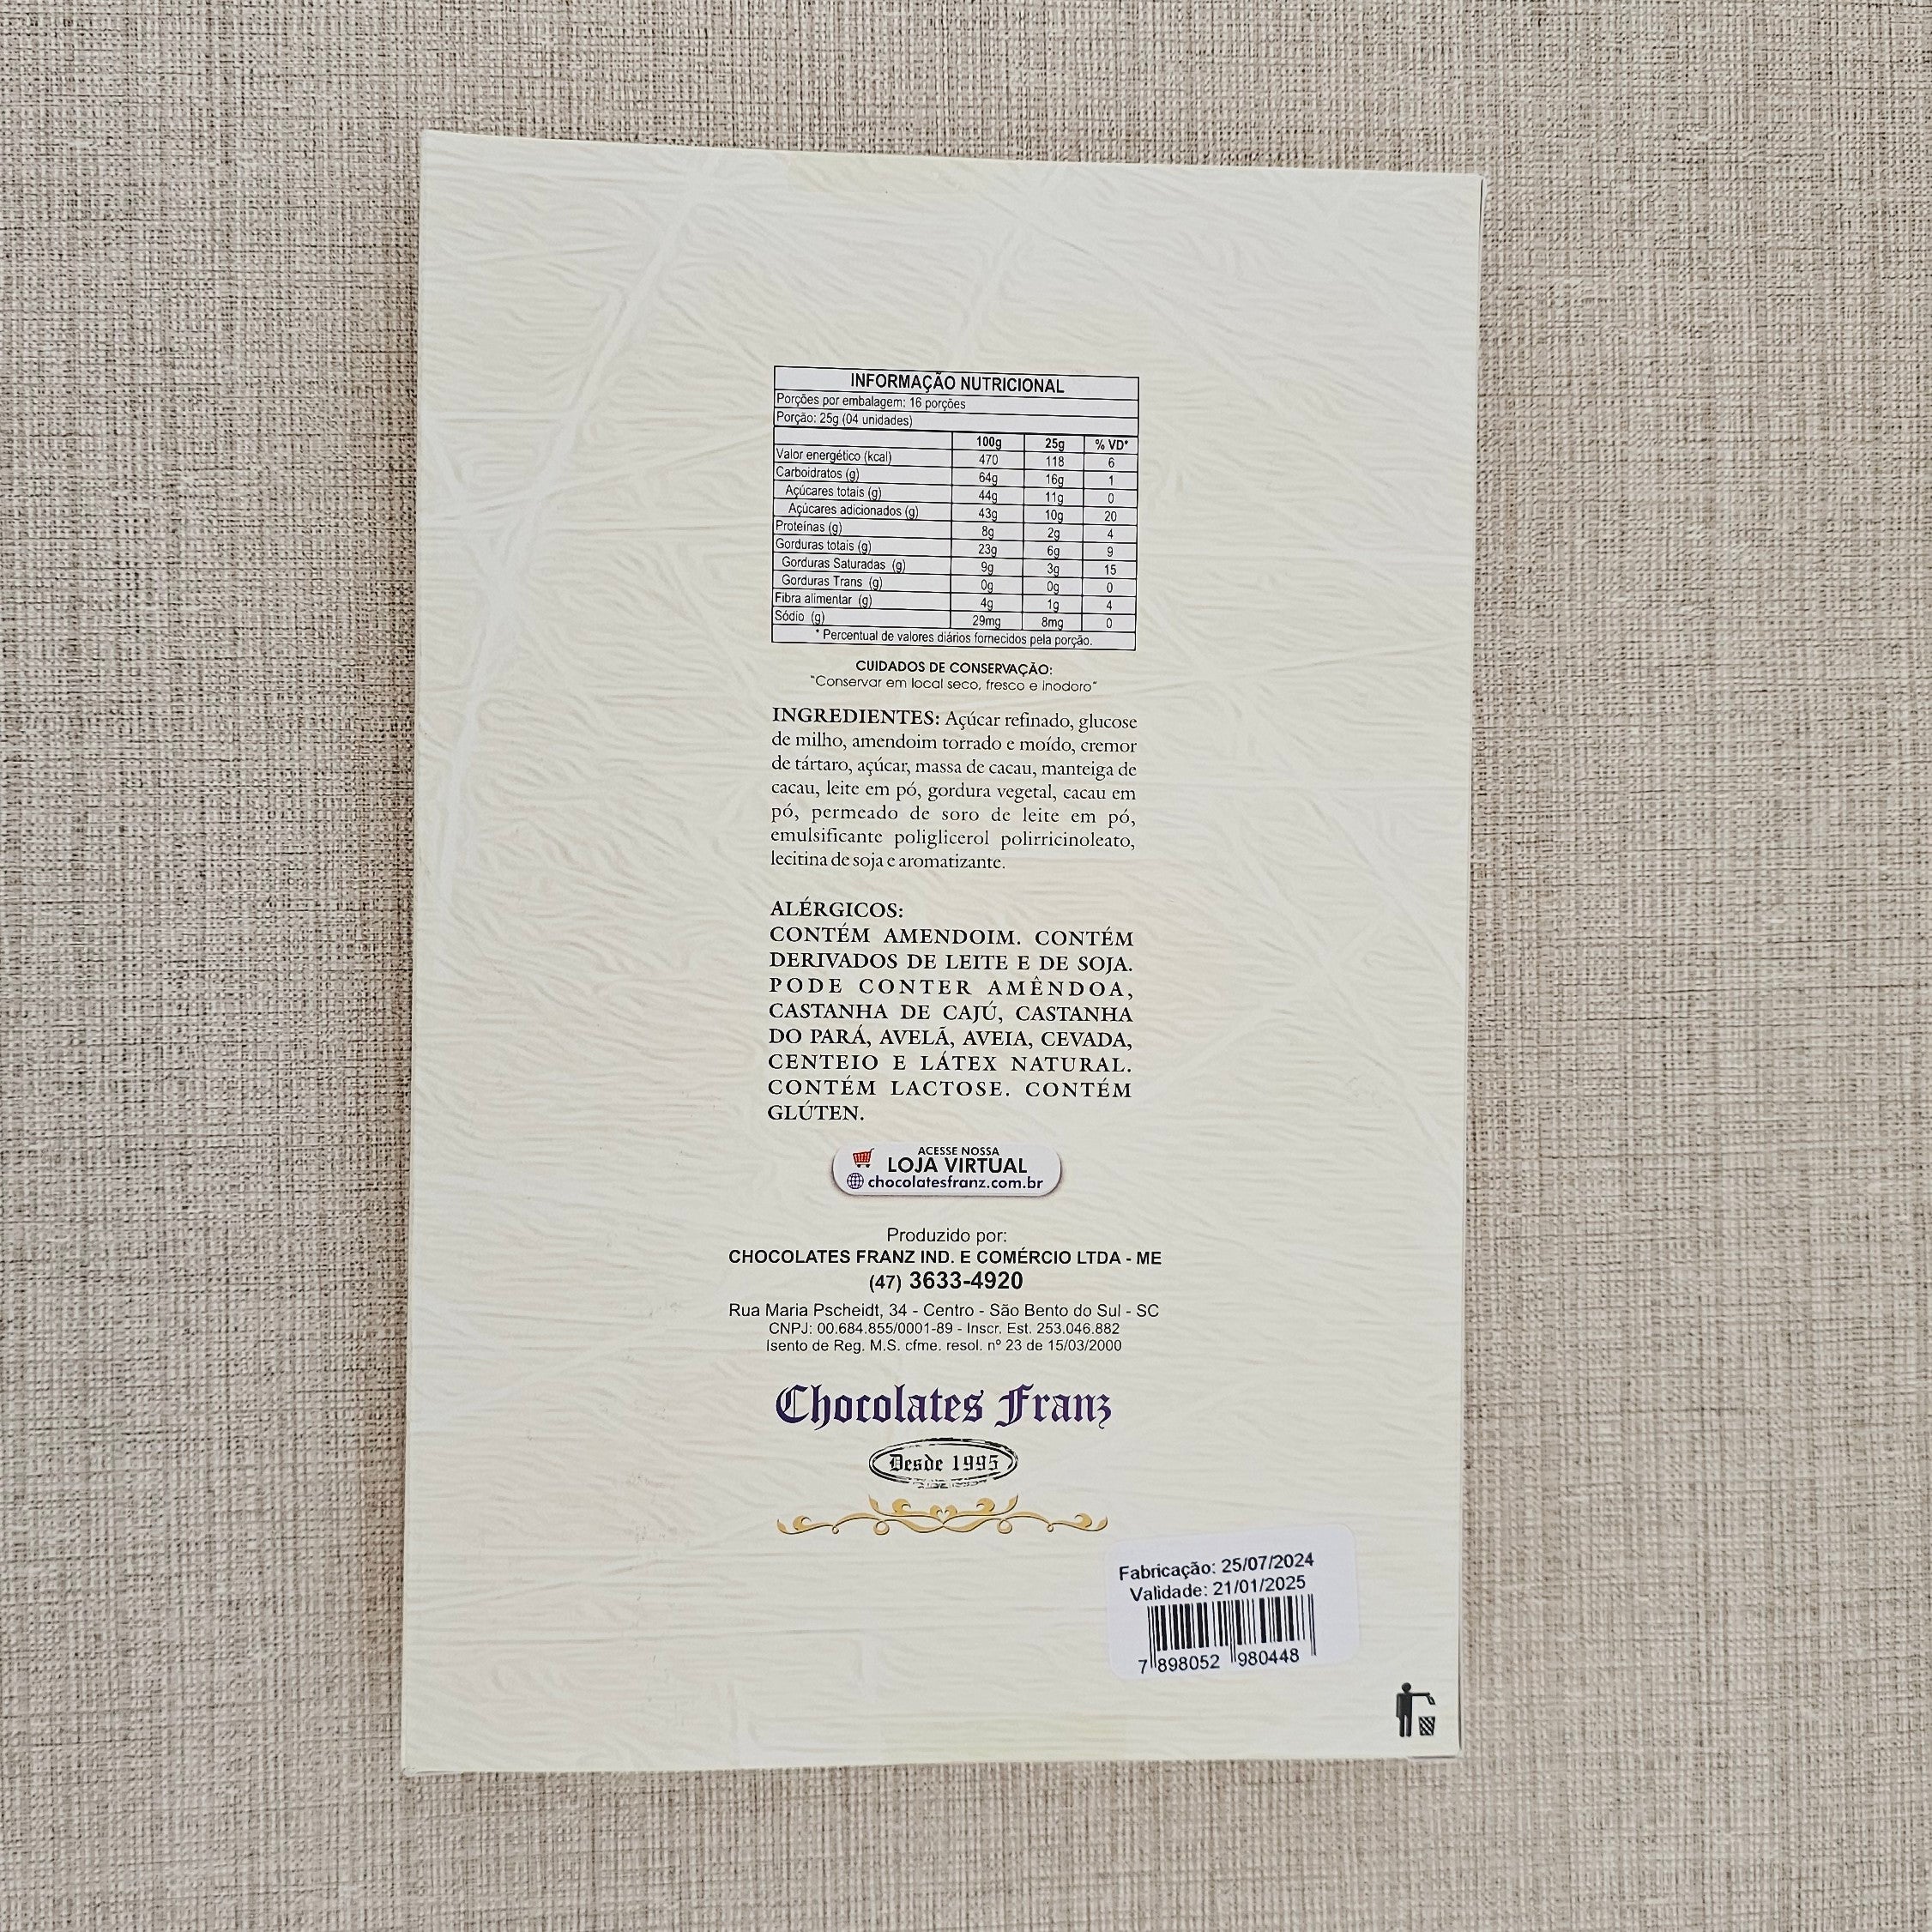 INFORMAÇÃO NUTRICIONAL
Porções por embalagem: 16 porções
Porção: 25g (04 unidades)
100g 25g % VD*
Valor energético (kcal) 470 118 6
Carboidratos (g) 64g 16g 1
Açúcares totais (g) 44g 11g 0
Açúcares adicionados (g) 43g 10g 20
Proteínas (g) 8g 2g 4
Gorduras totais (g) 23g 6g 9
Gorduras Saturadas (g) 9g 3g 15
Gorduras Trans (g) 0g 0g 0
Fibra alimentar (g) 4g 1g 4
Sódio (g) 29mg 8mg 0
* Percentual de valores diários fornecidos pela porção.
CUIDADOS DE CONSERVAÇÃO:
"Conservar em local seco, fresco e inodoro"
INGREDIENTES: Açúcar refinado, glucose
de milho, amendoim torrado e moído, cremor
de tártaro, açúcar, massa de cacau, manteiga de
cacau, leite em pó, gordura vegetal, cacau em
pó, permeado de soro de leite em pó,
emulsificante poliglicerol polirricinoleato,
lecitina de soja e aromatizante.
ALÉRGICOS:
CONTÉM AMENDOIM. CONTÉM
DERIVADOS DE LEITE E DE SOJA.
PODE CONTER AMÊNDOA,
CASTANHA DE CAJÚ, CASTANHA
DO PARÁ, AVELÃ, AVEIA, CEVADA,
CENTEIO E LÁTEX NATURAL.
CONTÉM LACTOSE. CONTÉM
GLÚTEN.
ACESSE NOSSA
LOJA VIRTUAL
chocolatesfranz.com.br
Produzido por:
CHOCOLATES FRANZ IND. E COMÉRCIO LTDA - ME
(47) 3633-4920
Rua Maria Pscheidt, 34 - Centro - São Bento do Sul - SC
CNPJ: 00.684.855/0001-89 - Inscr. Est. 253.046.882
Isento de Reg. M.S. cfme. resol. nº 23 de 15/03/2000
Chocolates Franz
Desde 1995
Fabricação: 25/07/2024
Validade: 21/01/2025
7 898052 980448